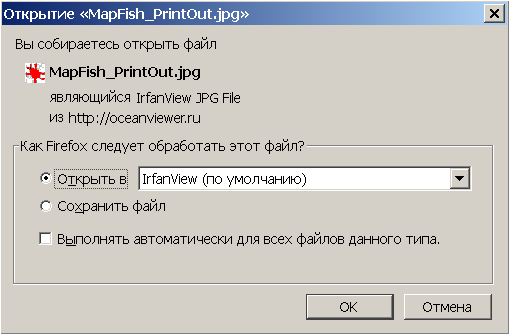 Открытие «MapFish_PrintOut.jpg»
Вы собираетесь открыть файл
MapFish_PrintOut.jpg
являющийся IrfanView JPG File
из http://oceanviewer.ru
Как Firefox следует обработать этот файл?
Открыть в IrfanView (по умолчанию)
Сохранить файл
Выполнять автоматически для всех файлов данного типа.
OK Отмена